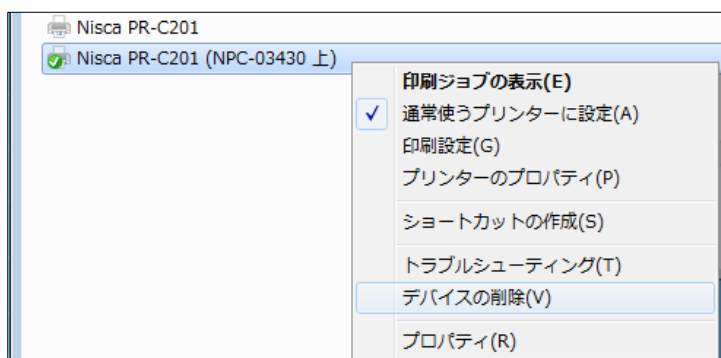 Nisca PR-C201
Nisca PR-C201 (NPC-03430 上)
印刷ジョブの表示(E)
通常使うプリンターに設定(A)
印刷設定(G)
プリンターのプロパティ(P)
ショートカットの作成(S)
トラブルシューティング(T)
デバイスの削除(V)
プロパティ(R)